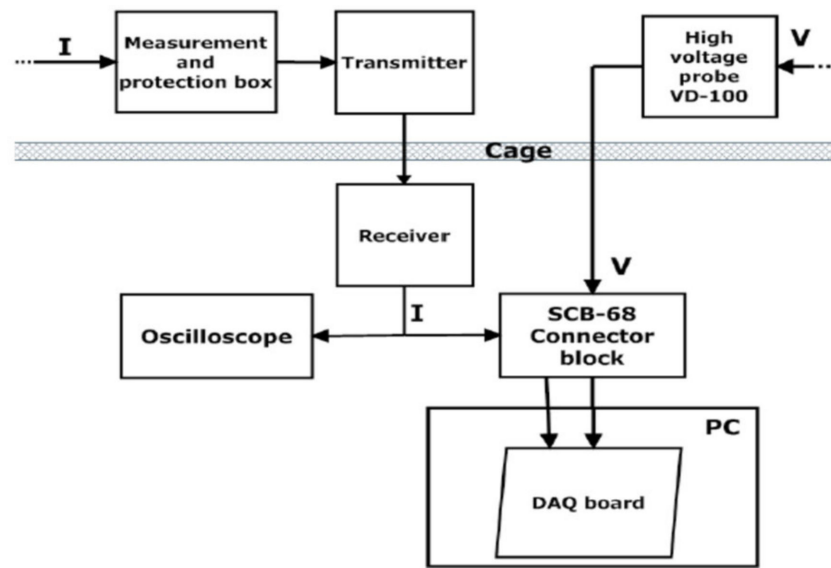 I
Measurement
and
protection box
Transmitter
High
voltage
probe
VD-100
V
Cage
Receiver
V
I
Oscilloscope
SCB-68
Connector
block
PC
DAQ board